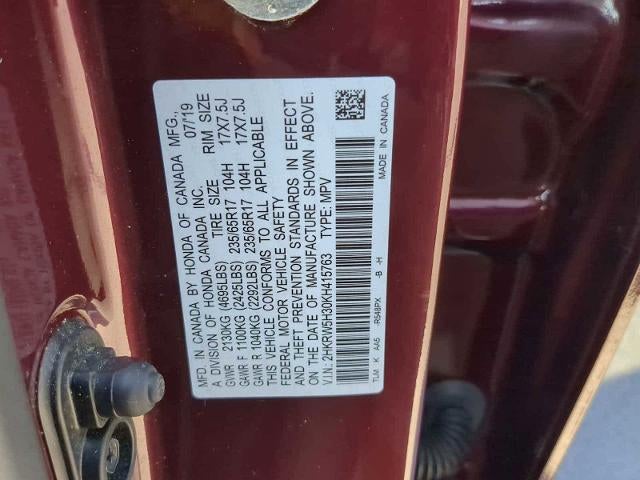 MFD. IN CANADA BY HONDA OF CANADA MFG.,
A DIVISION OF HONDA CANADA INC. 07/19
TIRE SIZE RIM SIZE
GVWR 2130KG (4695LBS)
GAWR F 1100KG (2425LBS) 235/65R17 104H 17X7.5J
GAWR R 1040KG (2292LBS) 235/65R17 104H 17X7.5J
THIS VEHICLE CONFORMS TO ALL APPLICABLE
FEDERAL MOTOR VEHICLE SAFETY
AND THEFT PREVENTION STANDARDS IN EFFECT
ON THE DATE OF MANUFACTURE SHOWN ABOVE.
V.I.N: 2HKRW5H30KH415763 TYPE: MPV
TLM K A46 -R548PX -B -H MADE IN CANADA